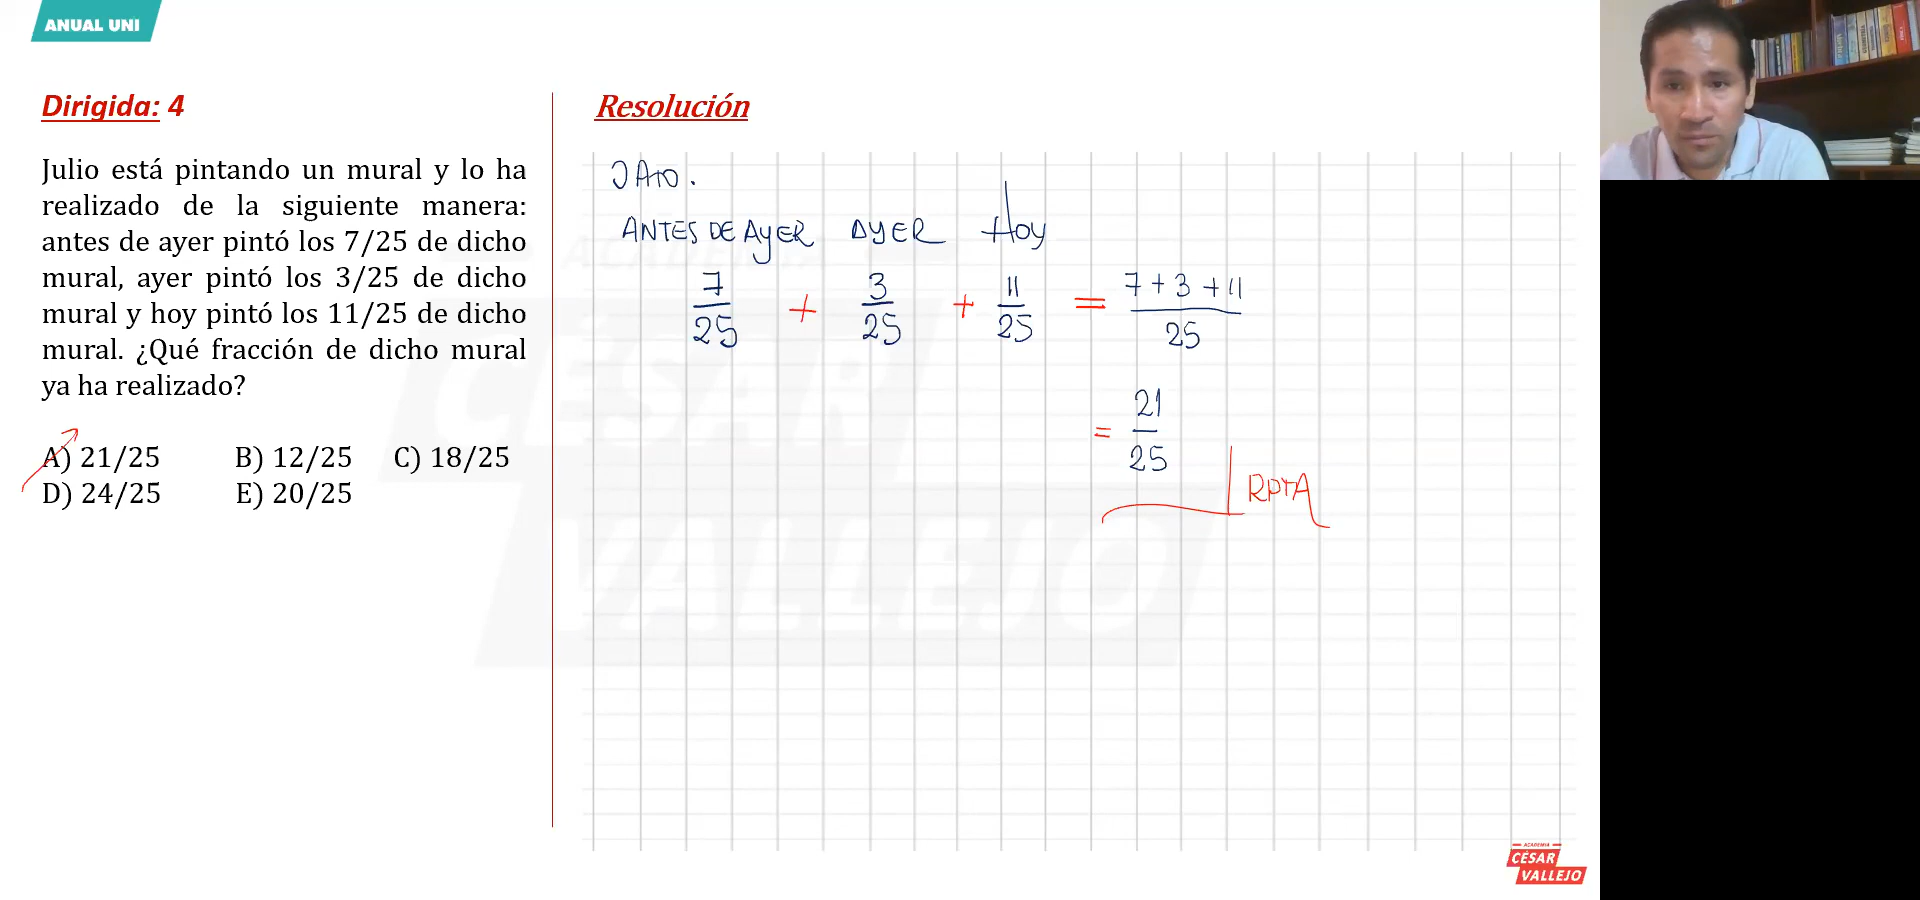 ANUAL UNI
Dirigida: 4
Julio está pintando un mural y lo ha
realizado de la siguiente manera:
antes de ayer pintó los 7/25 de dicho
mural, ayer pintó los 3/25 de dicho
mural y hoy pintó los 11/25 de dicho
mural. ¿Qué fracción de dicho mural
ya ha realizado?
A) 21/25 B) 12/25 C) 18/25
D) 24/25 E) 20/25
Resolución
DATO.
ANTES DE AYER AYER HOY
7/25 + 3/25 + 11/25 = 7 + 3 + 11/25
= 21/25
RPTA
ACADEMIA
CÉSAR
VALLEJO
ACADEMIA
CÉSAR
VALLEJO